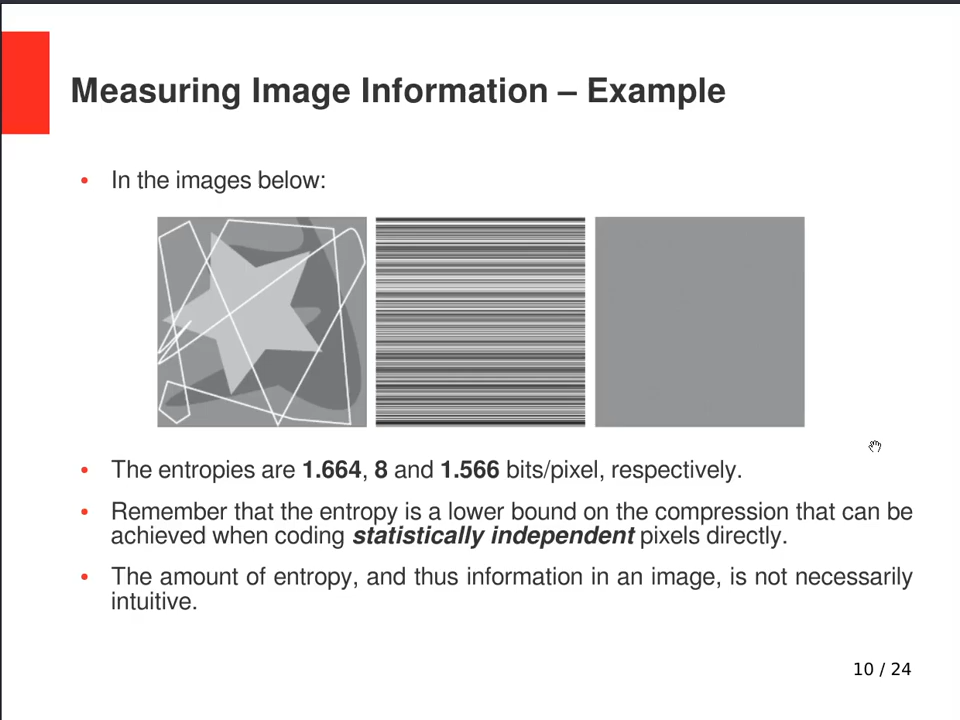 Measuring Image Information – Example
• In the images below:
• The entropies are 1.664, 8 and 1.566 bits/pixel, respectively.
• Remember that the entropy is a lower bound on the compression that can be
achieved when coding statistically independent pixels directly.
• The amount of entropy, and thus information in an image, is not necessarily
intuitive.
10 / 24